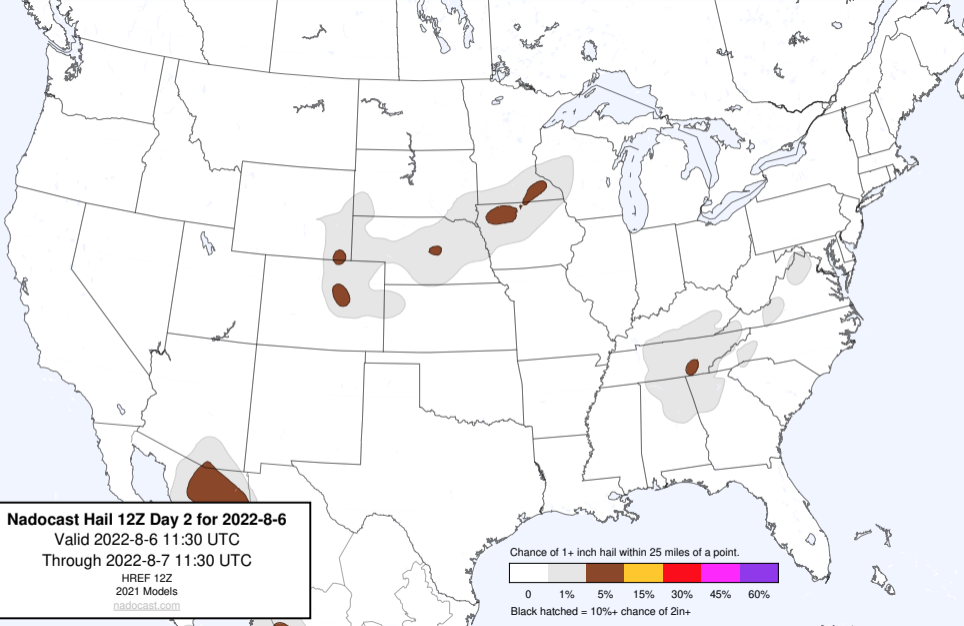 Nadocast Hail 12Z Day 2 for 2022-8-6
Valid 2022-8-6 11:30 UTC
Through 2022-8-7 11:30 UTC
HREF 12Z
2021 Models
nadocast.com
Chance of 1+ inch hail within 25 miles of a point.
0 1% 5% 15% 30% 45% 60%
Black hatched = 10%+ chance of 2in+